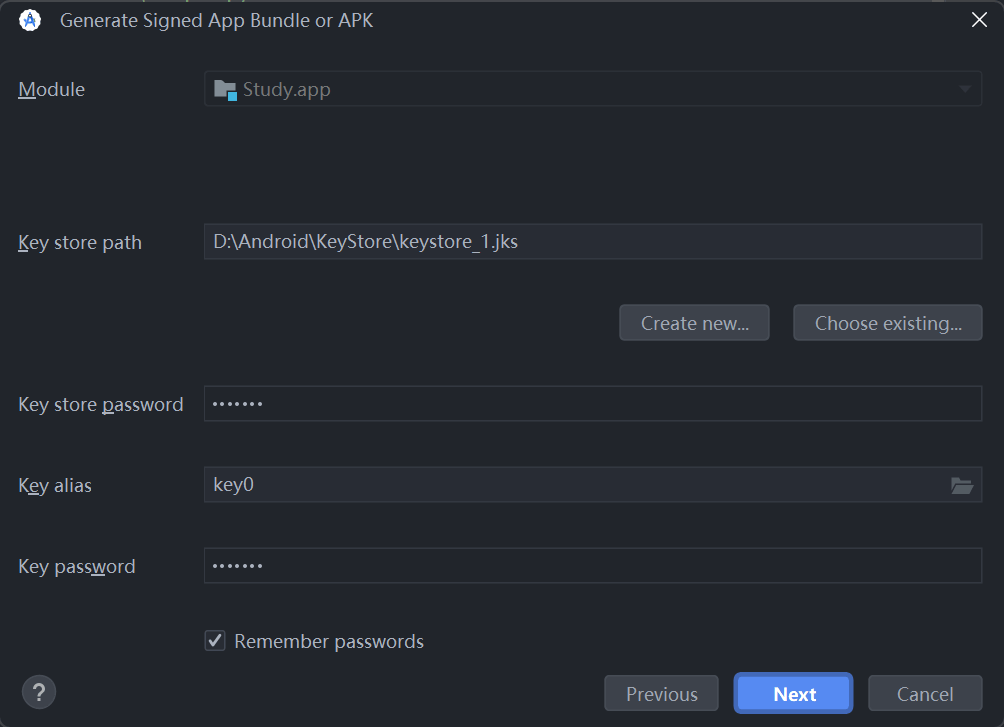 Generate Signed App Bundle or APK
Module Study.app
Key store path D:\Android\KeyStore\keystore_1.jks
Create new... Choose existing...
Key store password •••••••
Key alias key0
Key password •••••••
Remember passwords
? Previous Next Cancel